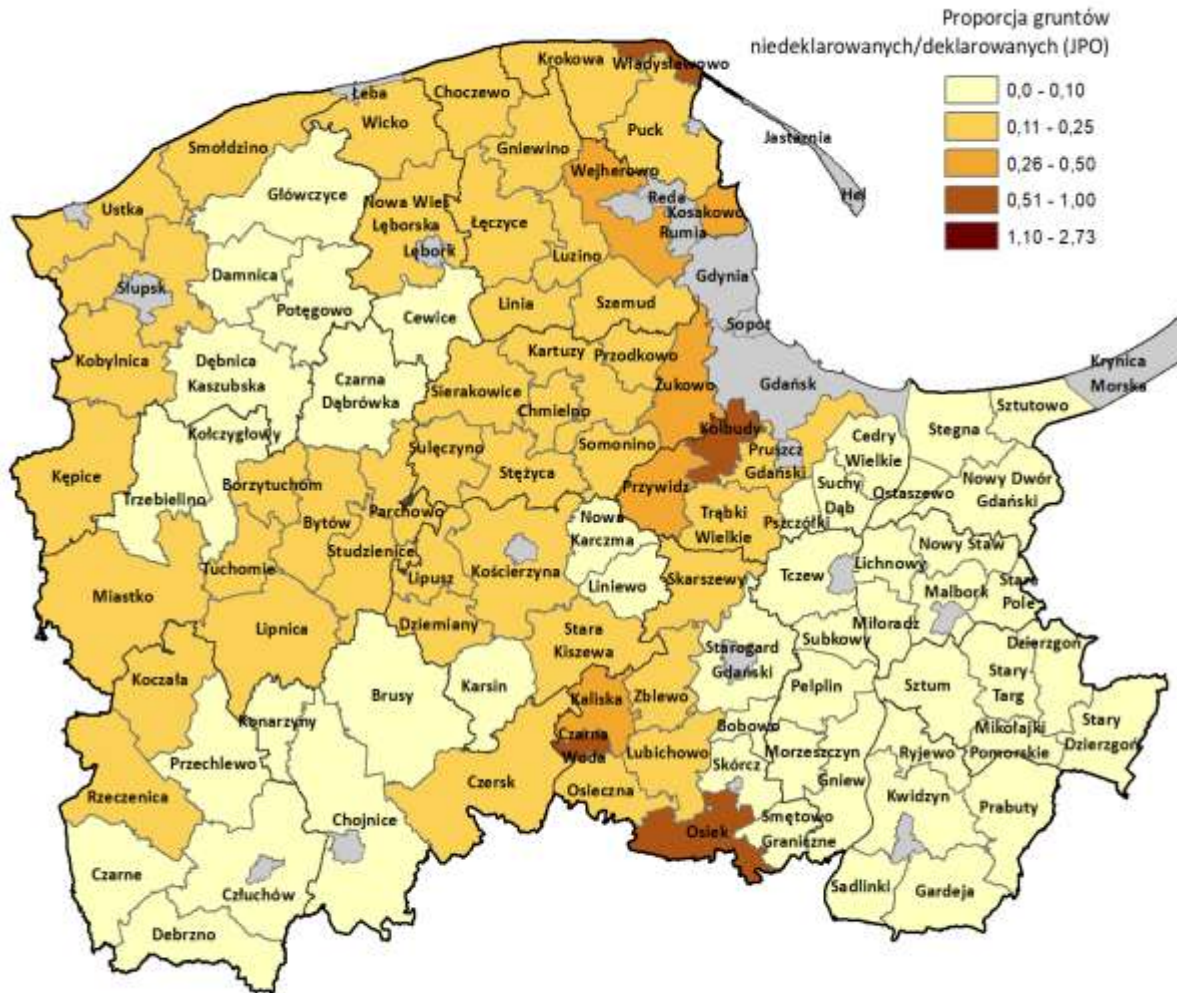 Proporcja gruntów
niedeklarowanych/deklarowanych (JPO)
0,0 - 0,10
0,11 - 0,25
0,26 - 0,50
0,51 - 1,00
1,10 - 2,73
Krokowa
Władysławowo
Łeba
Choczewo
Wicko
Puck
Jastarnia
Smołdzino
Gniewino
Wejherowo
Hel
Główczyce
Reda
Ustka
Nowa Wieś
Lęborska
Łęczyce
Kosakowo
Rumia
Damnica
Lębork
Luzino
Gdynia
Słupsk
Potęgowo
Cewice
Linia
Szemud
Sopot
Kobylnica
Dębnica
Kaszubska
Czarna
Dąbrówka
Kartuzy
Przodkowo
Sierakowice
Żukowo
Gdańsk
Krynica
Morska
Chmielno
Sztutowo
Kołczygłowy
Kolbudy
Stegna
Sulęczyno
Somonino
Pruszcz
Gdański
Cedry
Wielkie
Kępice
Stężyca
Trzebielino
Borzytuchom
Przywidz
Suchy
Dąb
Ostaszewo
Nowy Dwór
Gdański
Bytów
Parchowo
Nowa
Karczma
Trąbki
Wielkie
Pszczółki
Studzienice
Nowy Staw
Tuchomie
Lipusz
Kościerzyna
Liniewo
Skarszewy
Tczew
Lichnowy
Miastko
Malbork
Stare
Pole
Lipnica
Dziemiany
Stara
Kiszewa
Subkowy
Miłoradz
Dzierzgoń
Starogard
Gdański
Koczała
Brusy
Karsin
Kaliska
Zblewo
Pelplin
Sztum
Stary
Targ
Konarzyny
Czarna
Woda
Bobowo
Mikołajki
Pomorskie
Stary
Dzierzgoń
Przechlewo
Lubichowo
Skórcz
Morzeszczyn
Ryjewo
Rzeczenica
Czersk
Osieczna
Gniew
Kwidzyn
Prabuty
Chojnice
Osiek
Smętowo
Graniczne
Czarne
Człuchów
Sadlinki
Gardeja
Debrzno